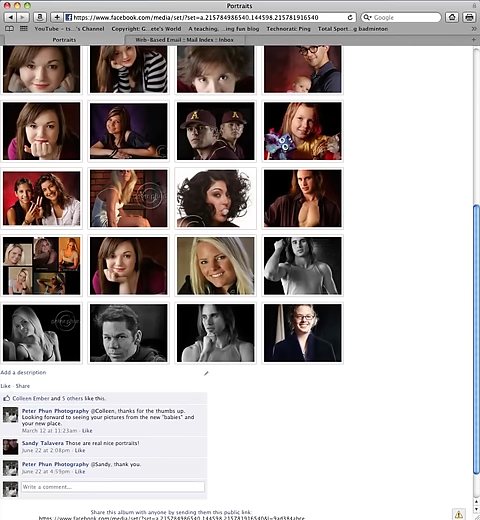 Portraits
https://www.facebook.com/media/set/?set=a.215784986540.144598.215781916540
Google
YouTube – ts...'s Channel Copyright: G...ete's World A teaching, ...ing fun blog Technorati: Ping Total Sport...g badminton
Portraits Web-Based Email :: Mail Index :: Inbox
Add a description
Like · Share
Colleen Ember and 5 others like this.
Peter Phun Photography @Colleen, thanks for the thumbs up.
Looking forward to seeing your pictures from the new "babies" and
your new place.
March 12 at 11:23am · Like
Sandy Talavera Those are real nice portraits!
June 22 at 2:08pm · Like
Peter Phun Photography @Sandy, thank you.
June 22 at 4:59pm · Like
Write a comment...
Share this album with anyone by sending them this public link: